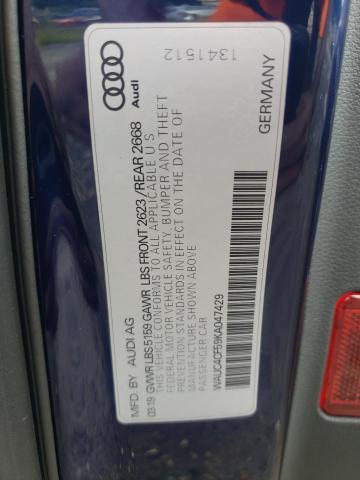 Audi
1341512
MFD. BY AUDI AG
GERMANY
03.19 GVWR LBS 5159 GAWR LBS FRONT 2623 / REAR 2668
THIS VEHICLE CONFORMS TO ALL APPLICABLE U S
FEDERAL MOTOR VEHICLE SAFETY, BUMPER AND THEFT
PREVENTION STANDARDS IN EFFECT ON THE DATE OF
MANUFACTURE SHOWN ABOVE
PASSENGER CAR
WAUC4CF59KA047429